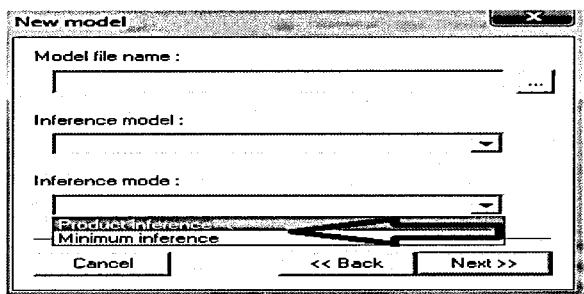 New model
Model file name :
...
Inference model :
Inference mode :
Product inference
Minimum inference
Cancel
<< Back
Next >>